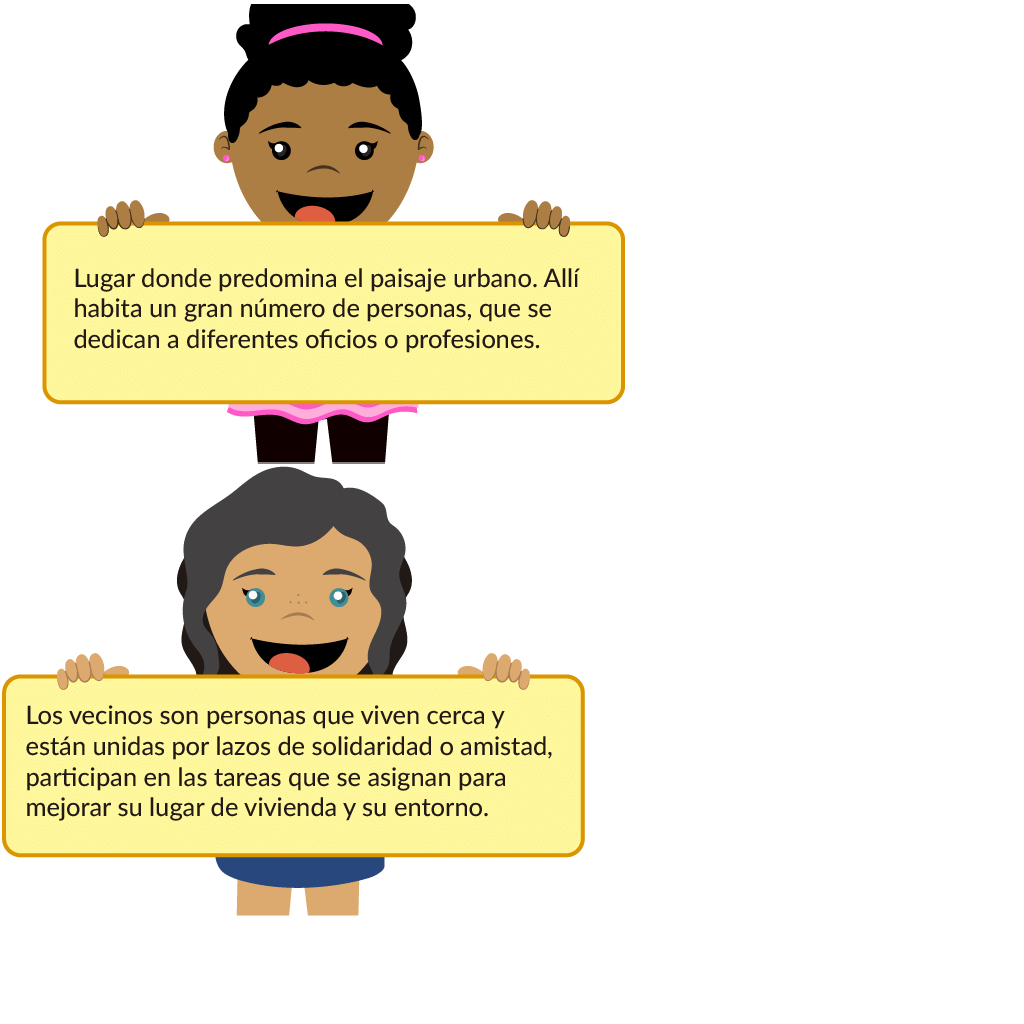 Lugar donde predomina el paisaje urbano. Allí
habita un gran número de personas, que se
dedican a diferentes oficios o profesiones.
Los vecinos son personas que viven cerca y
están unidas por lazos de solidaridad o amistad,
participan en las tareas que se asignan para
mejorar su lugar de vivienda y su entorno.